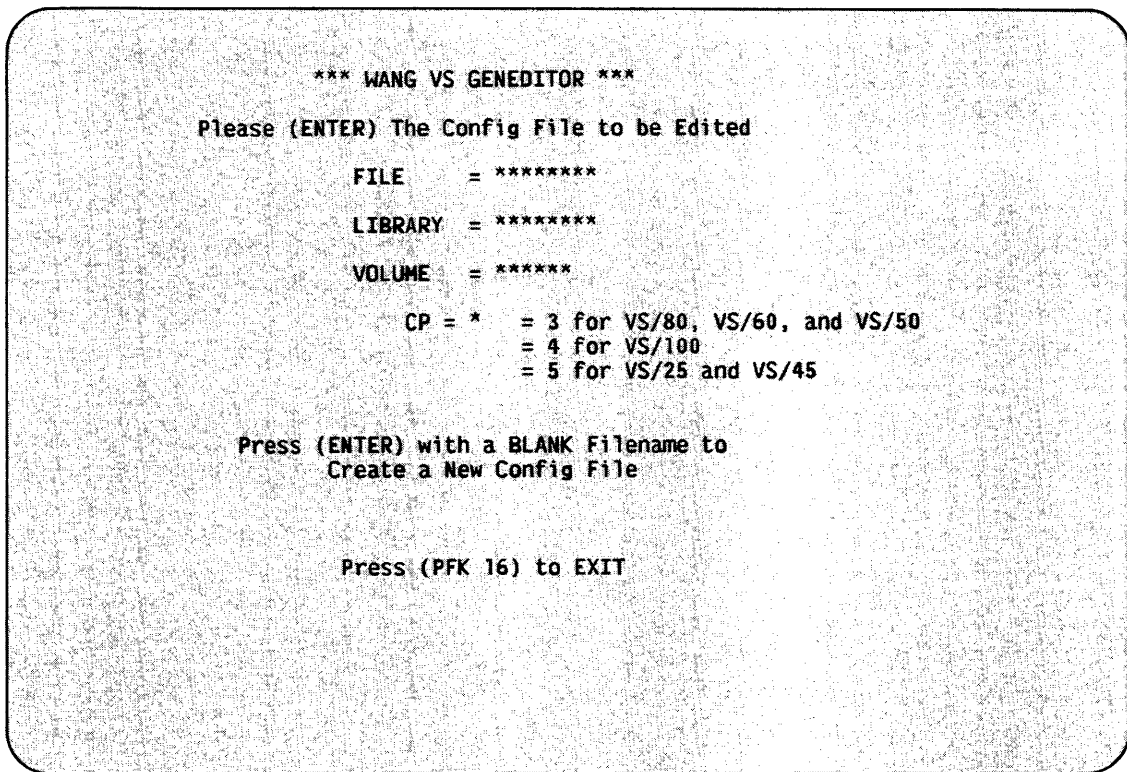 *** WANG VS GENEDITOR ***
Please (ENTER) The Config File to be Edited
FILE = ********
LIBRARY = ********
VOLUME = ******
CP = * = 3 for VS/80, VS/60, and VS/50
= 4 for VS/100
= 5 for VS/25 and VS/45
Press (ENTER) with a BLANK Filename to
Create a New Config File
Press (PFK 16) to EXIT